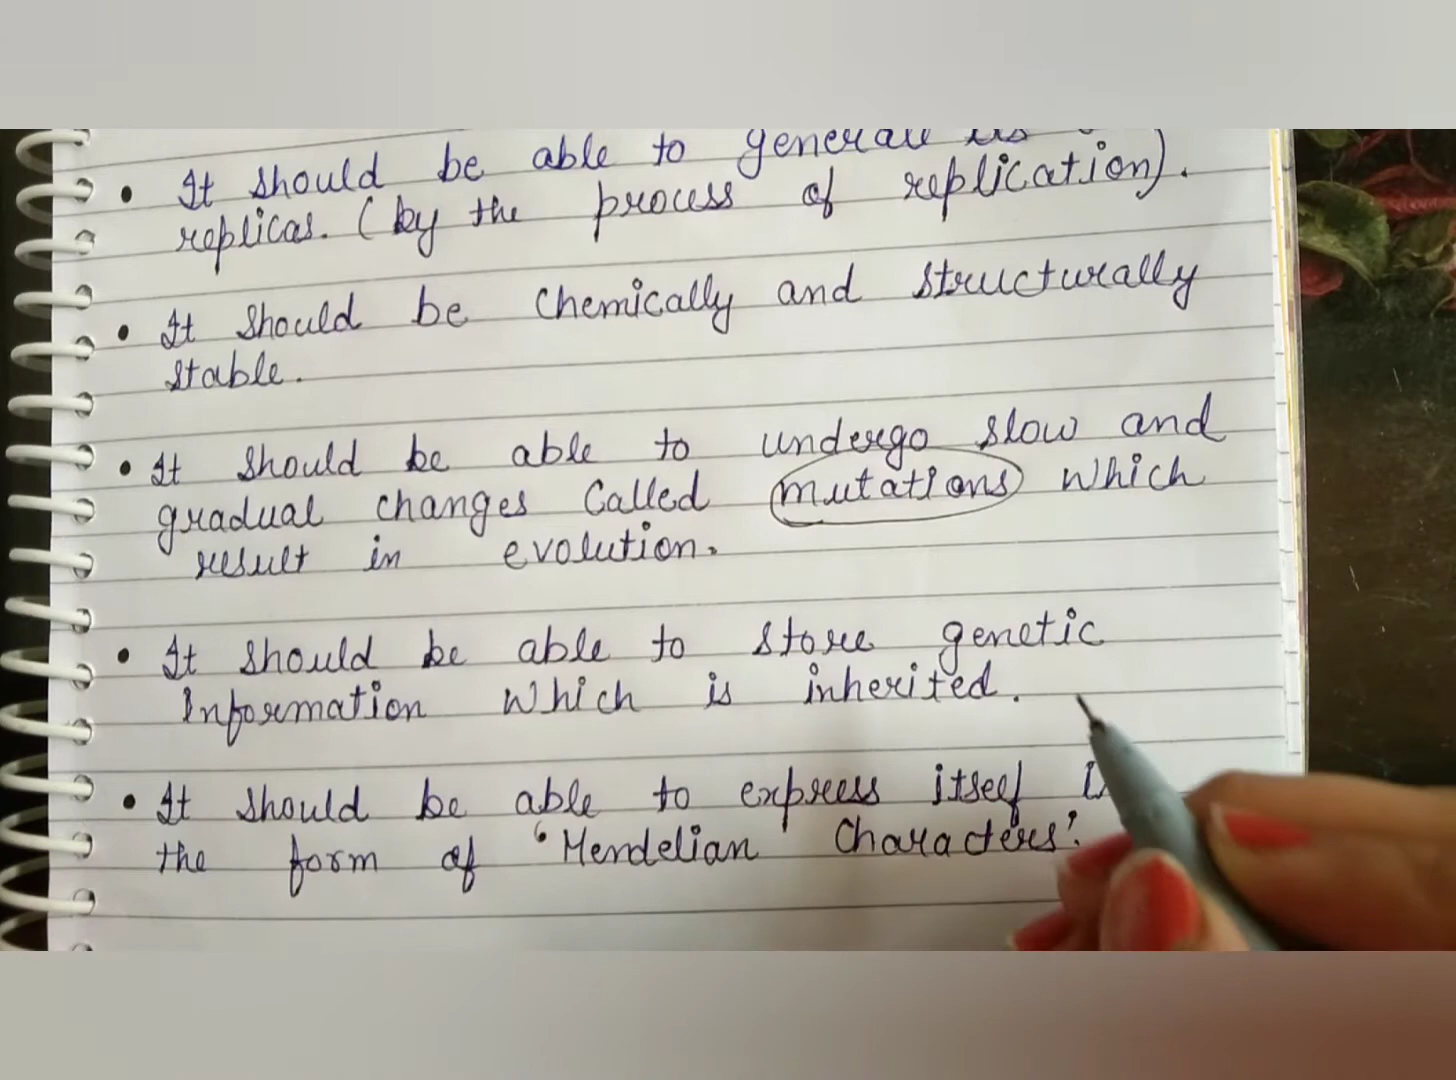 • It should be able to generate its
replicas. (by the process of replication).
• It should be Chemically and structurally
stable.
• It should be able to undergo slow and
gradual changes Called mutations which
result in evolution.
• It should be able to store genetic
Information which is inherited.
• It should be able to express itself
the form of 'Mendelian Characters'.